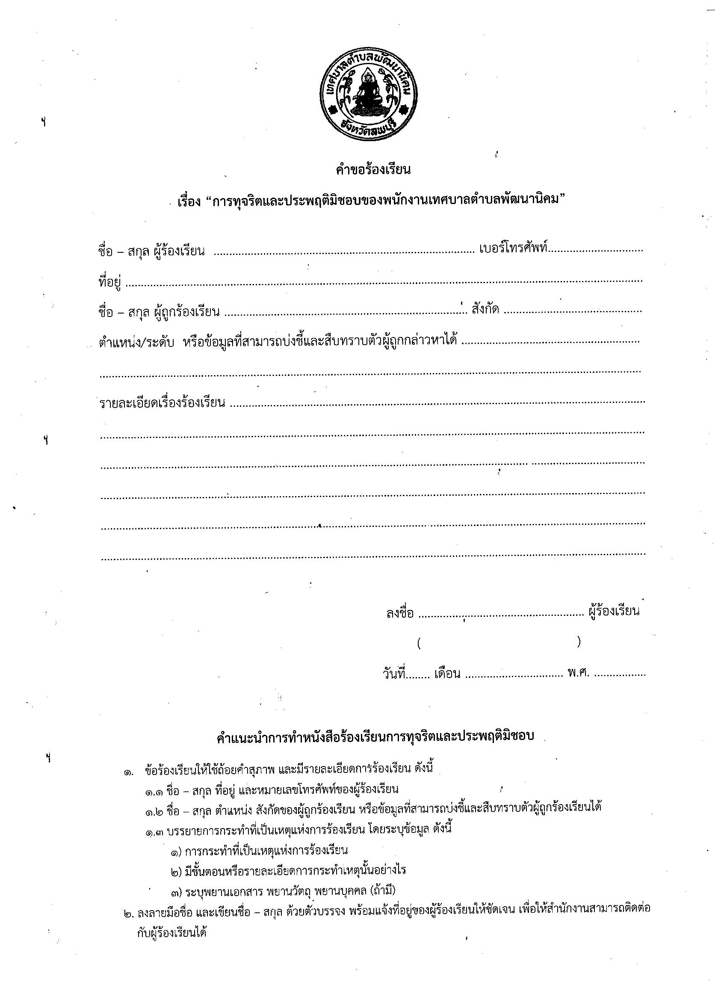 เทศบาลตำบลพัฒนานิคม
จังหวัดลพบุรี
คำขอร้องเรียน
เรื่อง “การทุจริตและประพฤติมิชอบของพนักงานเทศบาลตำบลพัฒนานิคม”
ชื่อ – สกุล ผู้ร้องเรียน ........................................ เบอร์โทรศัพท์..............................
ที่อยู่ ................................................................................
ชื่อ – สกุล ผู้ถูกร้องเรียน ........................................ สังกัด ..............................
ตำแหน่ง/ระดับ หรือข้อมูลที่สามารถบ่งชี้และสืบทราบตัวผู้ถูกกล่าวหาได้ ........................................
................................................................................
รายละเอียดเรื่องร้องเรียน ................................................................................
................................................................................
................................................................................
................................................................................
................................................................................
................................................................................
ลงชื่อ ........................................ ผู้ร้องเรียน
( )
วันที่........ เดือน .............................. พ.ศ. .................
คำแนะนำการทำหนังสือร้องเรียนการทุจริตและประพฤติมิชอบ
๑. ข้อร้องเรียนให้ใช้ถ้อยคำสุภาพ และมีรายละเอียดการร้องเรียน ดังนี้
๑.๑ ชื่อ – สกุล ที่อยู่ และหมายเลขโทรศัพท์ของผู้ร้องเรียน
๑.๒ ชื่อ – สกุล ตำแหน่ง สังกัดของผู้ถูกร้องเรียน หรือข้อมูลที่สามารถบ่งชี้และสืบทราบตัวผู้ถูกร้องเรียนได้
๑.๓ บรรยายการกระทำที่เป็นเหตุแห่งการร้องเรียน โดยระบุข้อมูล ดังนี้
๑) การกระทำที่เป็นเหตุแห่งการร้องเรียน
๒) มีขั้นตอนหรือรายละเอียดการกระทำเหตุนั้นอย่างไร
๓) ระบุพยานเอกสาร พยานวัตถุ พยานบุคคล (ถ้ามี)
๒. ลงลายมือชื่อ และเขียนชื่อ – สกุล ด้วยตัวบรรจง พร้อมแจ้งที่อยู่ของผู้ร้องเรียนให้ชัดเจน เพื่อให้สำนักงานสามารถติดต่อ
กับผู้ร้องเรียนได้